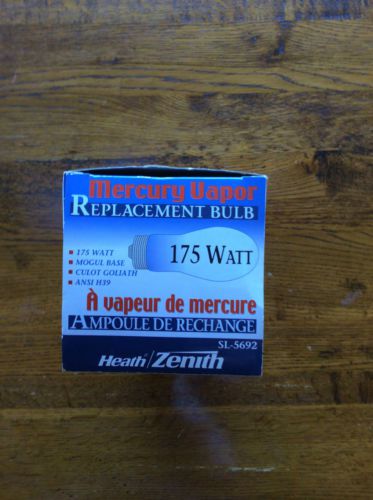 Mercury Vapor
REPLACEMENT BULB
175 WATT
MOGUL BASE
CULOT GOLIATH
ANSI H39
175 WATT
À vapeur de mercure
AMPOULE DE RECHANGE
SL-5692
Heath/Zenith